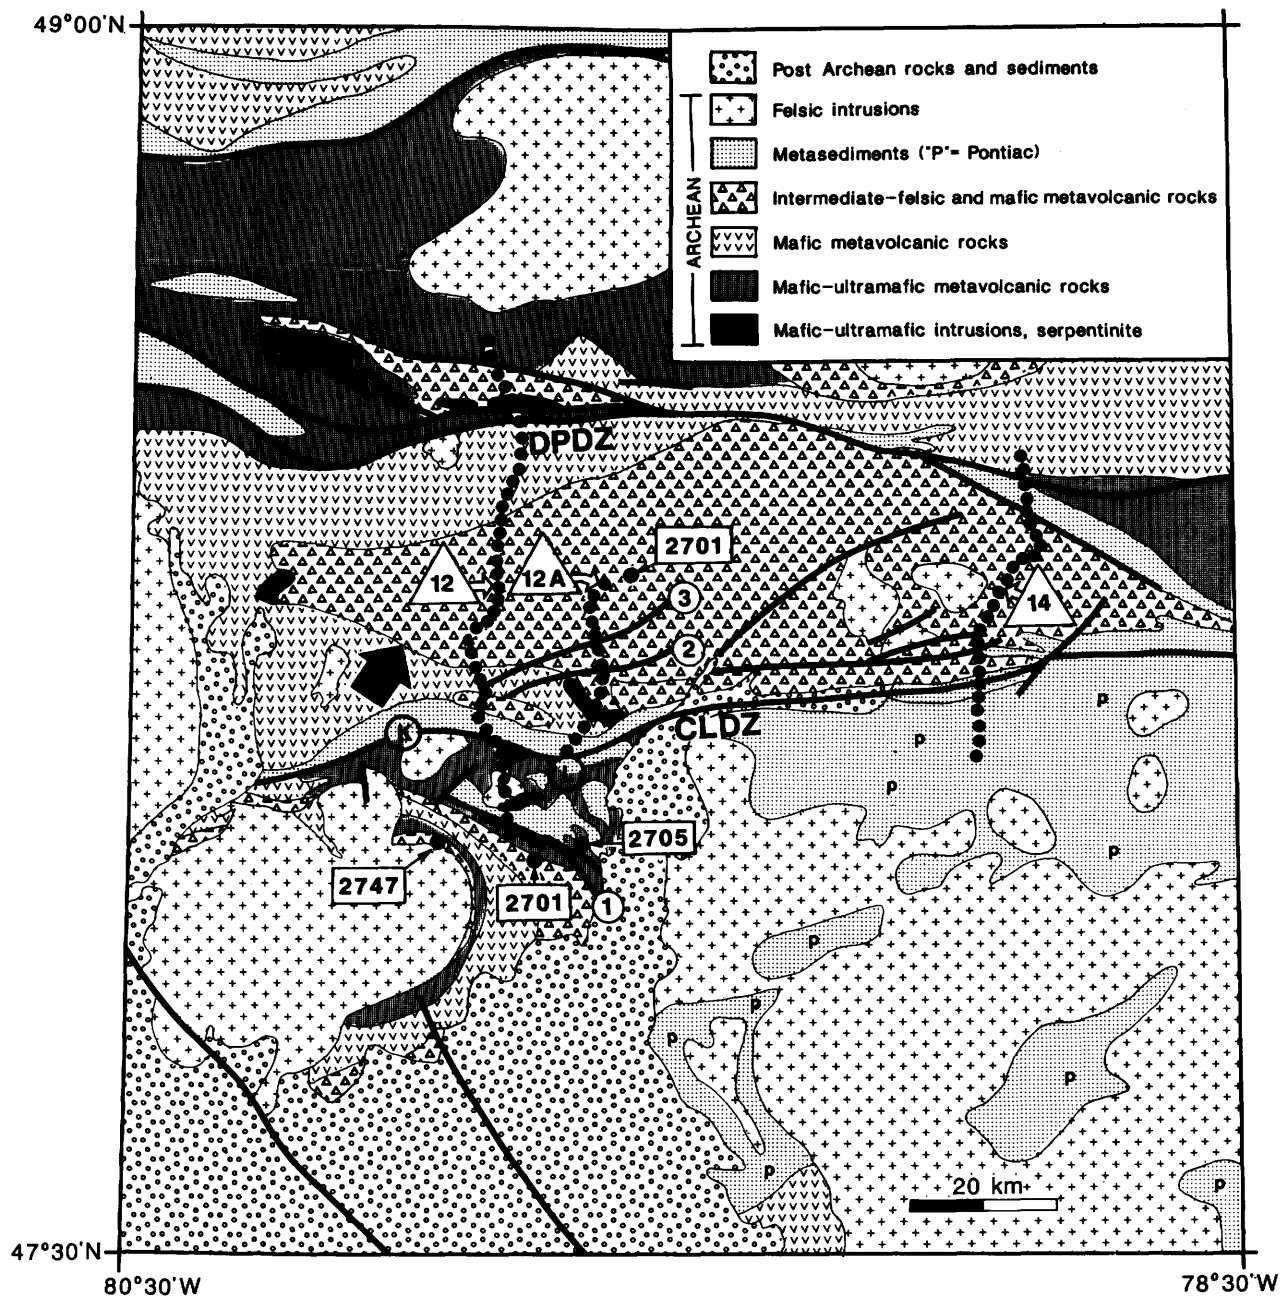 49°00'N
Post Archean rocks and sediments
Felsic intrusions
Metasediments ("P"= Pontiac)
Intermediate-felsic and mafic metavolcanic rocks
Mafic metavolcanic rocks
Mafic-ultramafic metavolcanic rocks
Mafic-ultramafic intrusions, serpentinite
ARCHEAN
DPDZ
2701
12
12A
3
14
2
P
K
CLDZ
P
P
2705
P
2747
2701
1
P
P
P
P
P
P
20 km
47°30'N
80°30'W
78°30'W